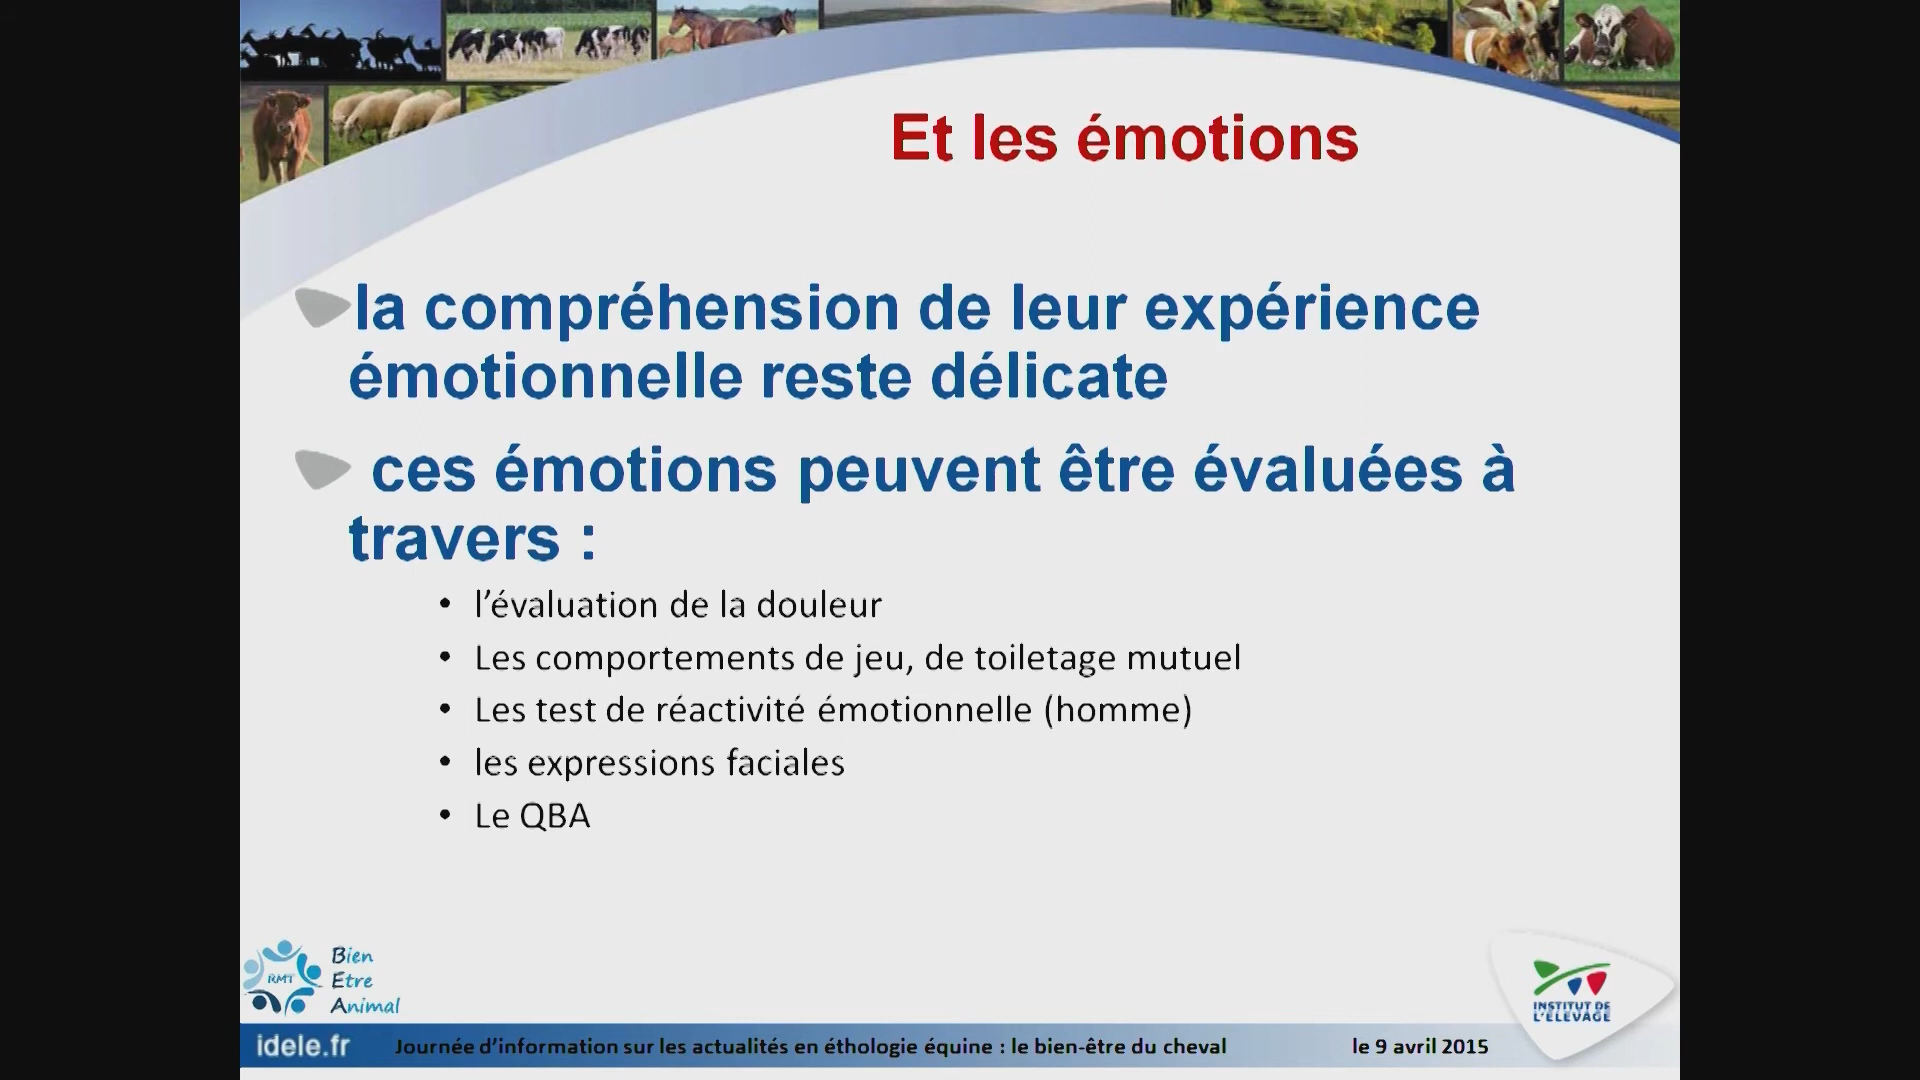 Et les émotions
la compréhension de leur expérience
émotionnelle reste délicate
ces émotions peuvent être évaluées à
travers :
• l’évaluation de la douleur
• Les comportements de jeu, de toiletage mutuel
• Les test de réactivité émotionnelle (homme)
• les expressions faciales
• Le QBA
RMT
Bien
Etre
Animal
INSTITUT DE
L'ELEVAGE
idele.fr Journée d’information sur les actualités en éthologie équine : le bien-être du cheval le 9 avril 2015